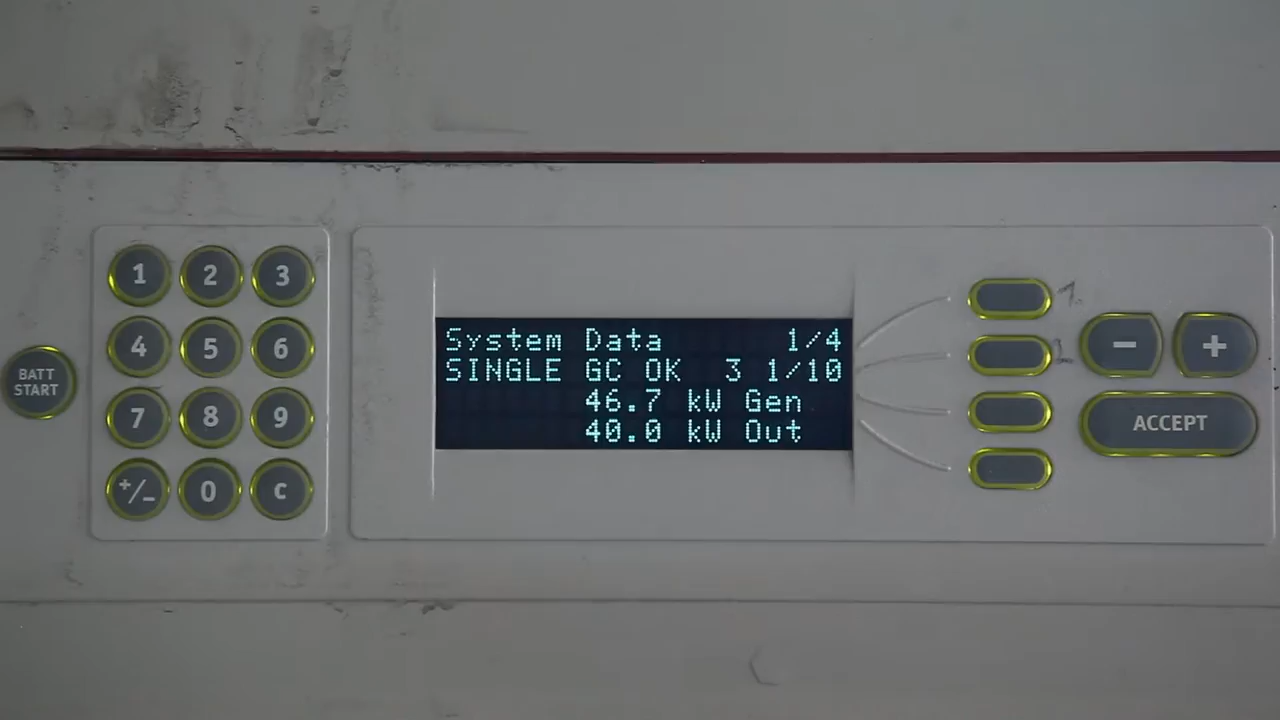 System Data 1/4
SINGLE GC OK 3 1/10
46.7 kW Gen
40.0 kW Out
BATT
START
1 2 3
4 5 6
7 8 9
+/- 0 c
- +
ACCEPT